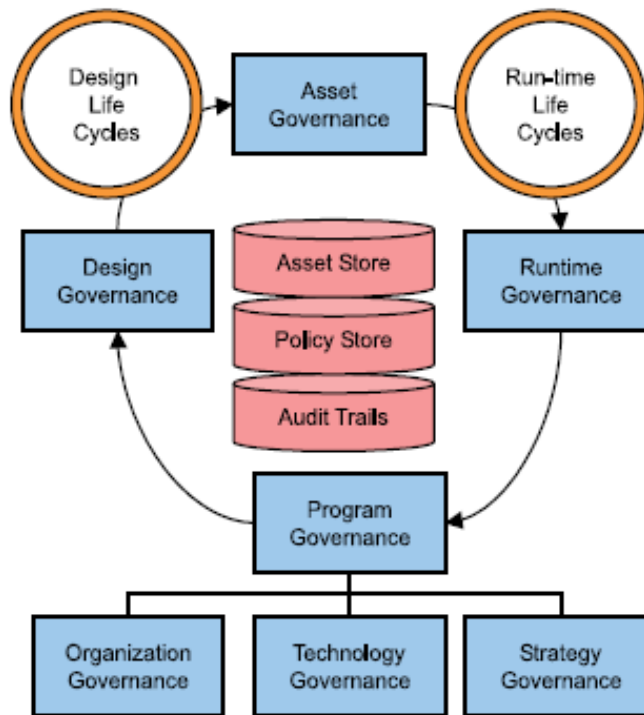 Design
Life
Cycles
Asset
Governance
Run-time
Life
Cycles
Design
Governance
Asset Store
Policy Store
Audit Trails
Runtime
Governance
Program
Governance
Organization
Governance
Technology
Governance
Strategy
Governance